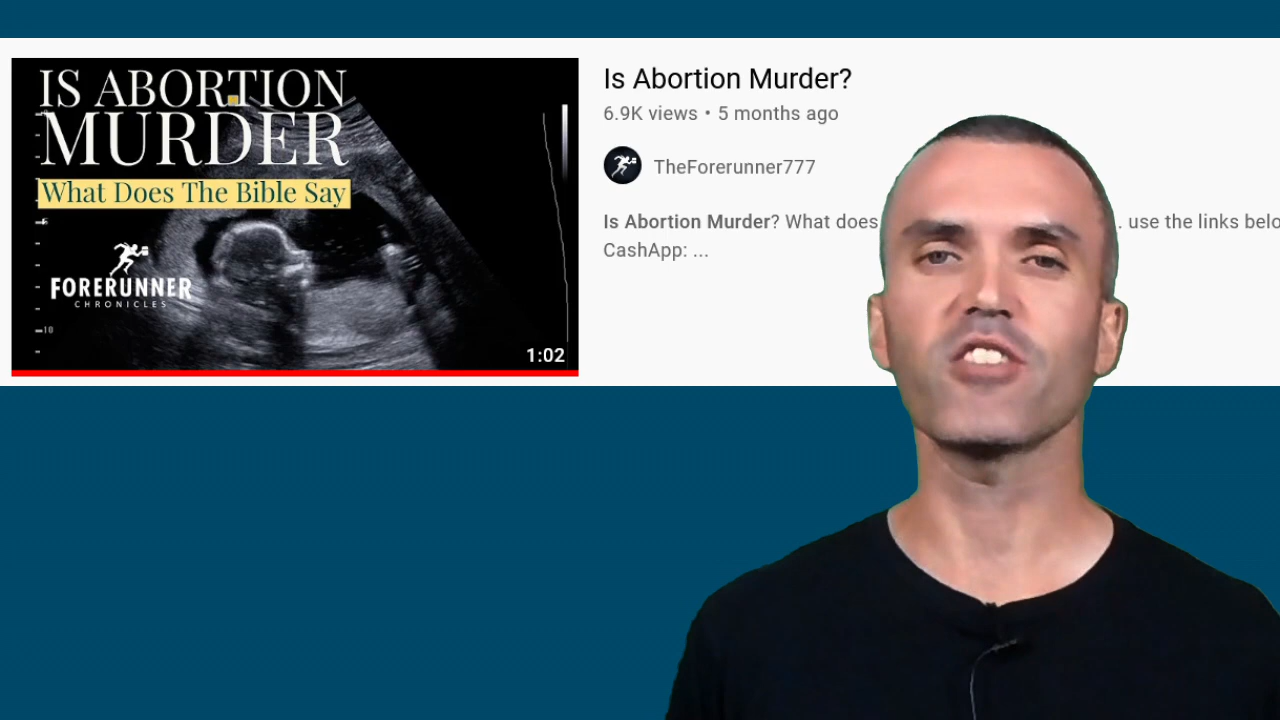 IS ABORTION
MURDER
What Does The Bible Say
FORERUNNER
CHRONICLES
10
1:02
Is Abortion Murder?
6.9K views • 5 months ago
TheForerunner777
Is Abortion Murder? What does
. use the links belo
CashApp: ...